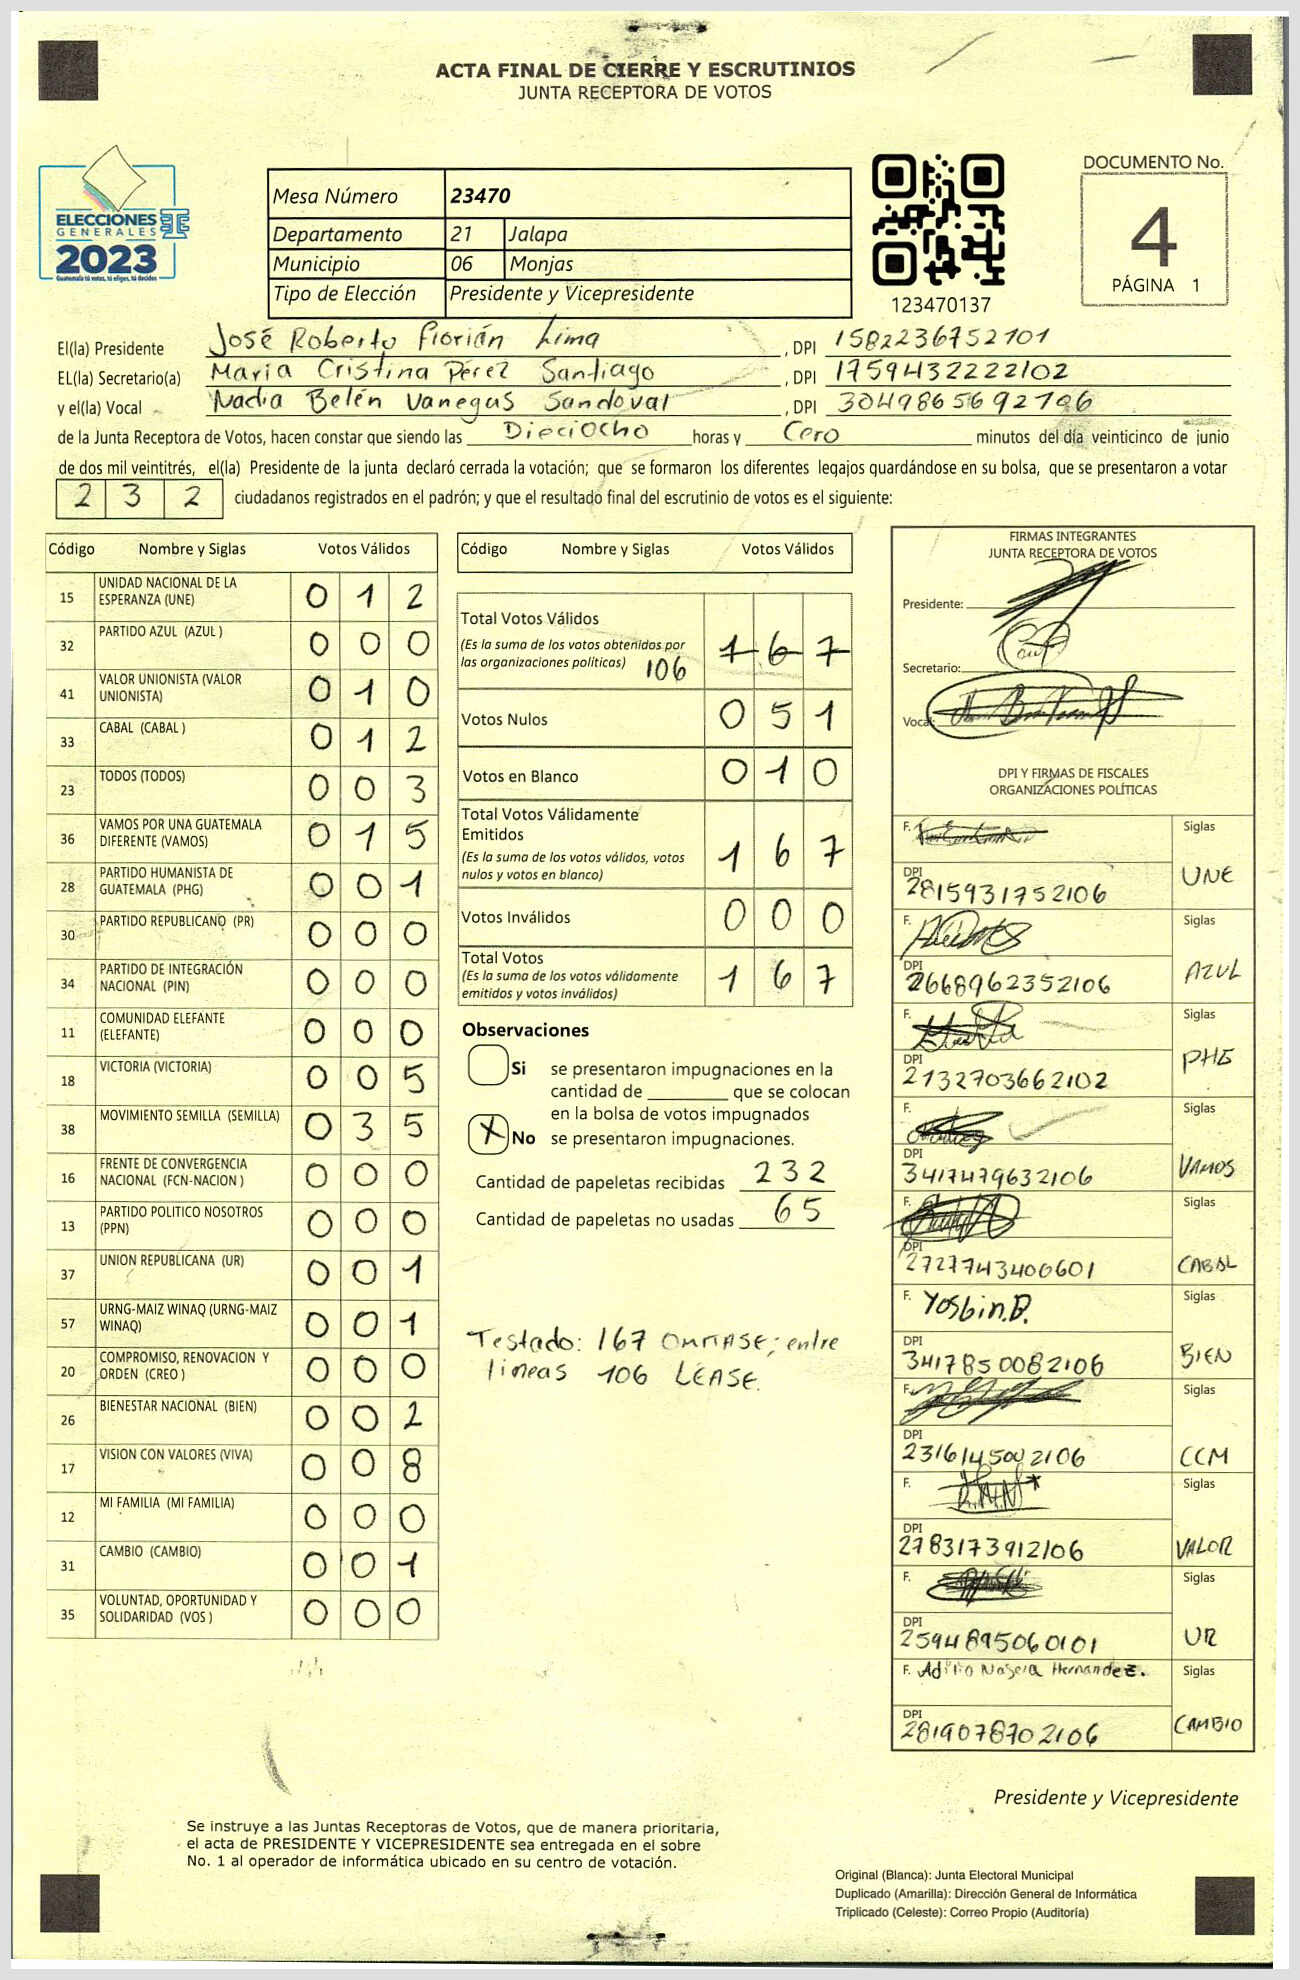 ACTA FINAL DE CIERRE Y ESCRUTINIOS
JUNTA RECEPTORA DE VOTOS
ELECCIONES
GENERALES
2023
Guatemala tú votas, tú eliges, tú decides
Mesa Número 23470
Departamento 21 Jalapa
Municipio 06 Monjas
Tipo de Elección Presidente y Vicepresidente
123470137
DOCUMENTO No.
4
PÁGINA 1
El(la) Presidente José Roberto Florián Lima, DPI 1582236752101
EL(la) Secretario(a) María Cristina Pérez Santiago, DPI 1759432222102
y el(la) Vocal Nadia Belén Vanegas Sandoval, DPI 3049865692106
de la Junta Receptora de Votos, hacen constar que siendo las Dieciocho horas y Cero minutos del día veinticinco de junio
de dos mil veintitrés, el(la) Presidente de la junta declaró cerrada la votación; que se formaron los diferentes legajos guardándose en su bolsa, que se presentaron a votar
2 3 2 ciudadanos registrados en el padrón; y que el resultado final del escrutinio de votos es el siguiente:
Código Nombre y Siglas Votos Válidos
15 UNIDAD NACIONAL DE LA ESPERANZA (UNE) 0 1 2
32 PARTIDO AZUL (AZUL ) 0 0 0
41 VALOR UNIONISTA (VALOR UNIONISTA) 0 1 0
33 CABAL (CABAL ) 0 1 2
23 TODOS (TODOS) 0 0 3
36 VAMOS POR UNA GUATEMALA DIFERENTE (VAMOS) 0 1 5
28 PARTIDO HUMANISTA DE GUATEMALA (PHG) 0 0 1
30 PARTIDO REPUBLICANO (PR) 0 0 0
34 PARTIDO DE INTEGRACIÓN NACIONAL (PIN) 0 0 0
11 COMUNIDAD ELEFANTE (ELEFANTE) 0 0 0
18 VICTORIA (VICTORIA) 0 0 5
38 MOVIMIENTO SEMILLA (SEMILLA) 0 3 5
16 FRENTE DE CONVERGENCIA NACIONAL (FCN-NACION ) 0 0 0
13 PARTIDO POLITICO NOSOTROS (PPN) 0 0 0
37 UNION REPUBLICANA (UR) 0 0 1
57 URNG-MAIZ WINAQ (URNG-MAIZ WINAQ) 0 0 1
20 COMPROMISO, RENOVACION Y ORDEN (CREO ) 0 0 0
26 BIENESTAR NACIONAL (BIEN) 0 0 2
17 VISION CON VALORES (VIVA) 0 0 8
12 MI FAMILIA (MI FAMILIA) 0 0 0
31 CAMBIO (CAMBIO) 0 0 1
35 VOLUNTAD, OPORTUNIDAD Y SOLIDARIDAD (VOS ) 0 0 0
Código Nombre y Siglas Votos Válidos
Total Votos Válidos
(Es la suma de los votos obtenidos por
las organizaciones políticas) 106 1 6 7
Votos Nulos 0 5 1
Votos en Blanco 0 1 0
Total Votos Válidamente
Emitidos
(Es la suma de los votos válidos, votos
nulos y votos en blanco) 1 6 7
Votos Inválidos 0 0 0
Total Votos
(Es la suma de los votos válidamente
emitidos y votos inválidos) 1 6 7
Observaciones
Si se presentaron impugnaciones en la
cantidad de ________ que se colocan
en la bolsa de votos impugnados
X No se presentaron impugnaciones.
Cantidad de papeletas recibidas 232
Cantidad de papeletas no usadas 65
Testado: 167 OMITASE; entre
líneas 106 LÉASE.
FIRMAS INTEGRANTES
JUNTA RECEPTORA DE VOTOS
Presidente:
Secretario:
Vocal:
DPI Y FIRMAS DE FISCALES
ORGANIZACIONES POLÍTICAS
F. Siglas
DPI
2815931752106 UNE
F. Siglas
DPI
2668962352106 AZUL
F. Siglas
DPI
2132703662102 PHG
F. Siglas
DPI
3417479632106 VAMOS
F. Siglas
DPI
2727743400601 CABAL
F. Yosbin.B. Siglas
DPI
3417850082106 BIEN
F. Siglas
DPI
2316145002106 CCM
F. Siglas
DPI
2783173912106 VALOR
F. Siglas
DPI
2594895060101 UR
F. Adilio Najera Hernandez. Siglas
DPI
2819078702106 CAMBIO
Presidente y Vicepresidente
Se instruye a las Juntas Receptoras de Votos, que de manera prioritaria,
el acta de PRESIDENTE Y VICEPRESIDENTE sea entregada en el sobre
No. 1 al operador de informática ubicado en su centro de votación.
Original (Blanca): Junta Electoral Municipal
Duplicado (Amarilla): Dirección General de Informática
Triplicado (Celeste): Correo Propio (Auditoría)